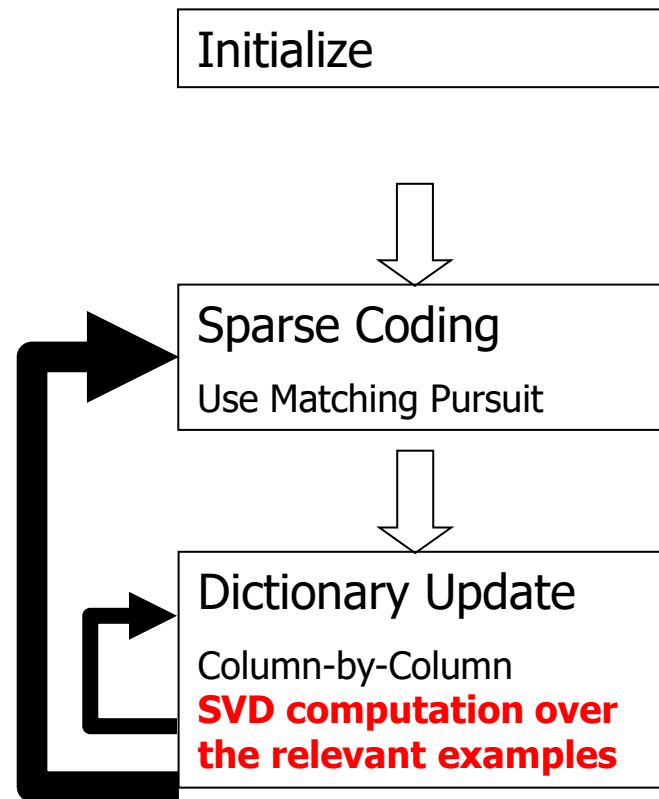 Initialize
Sparse Coding
Use Matching Pursuit
Dictionary Update
Column-by-Column
SVD computation over
the relevant examples